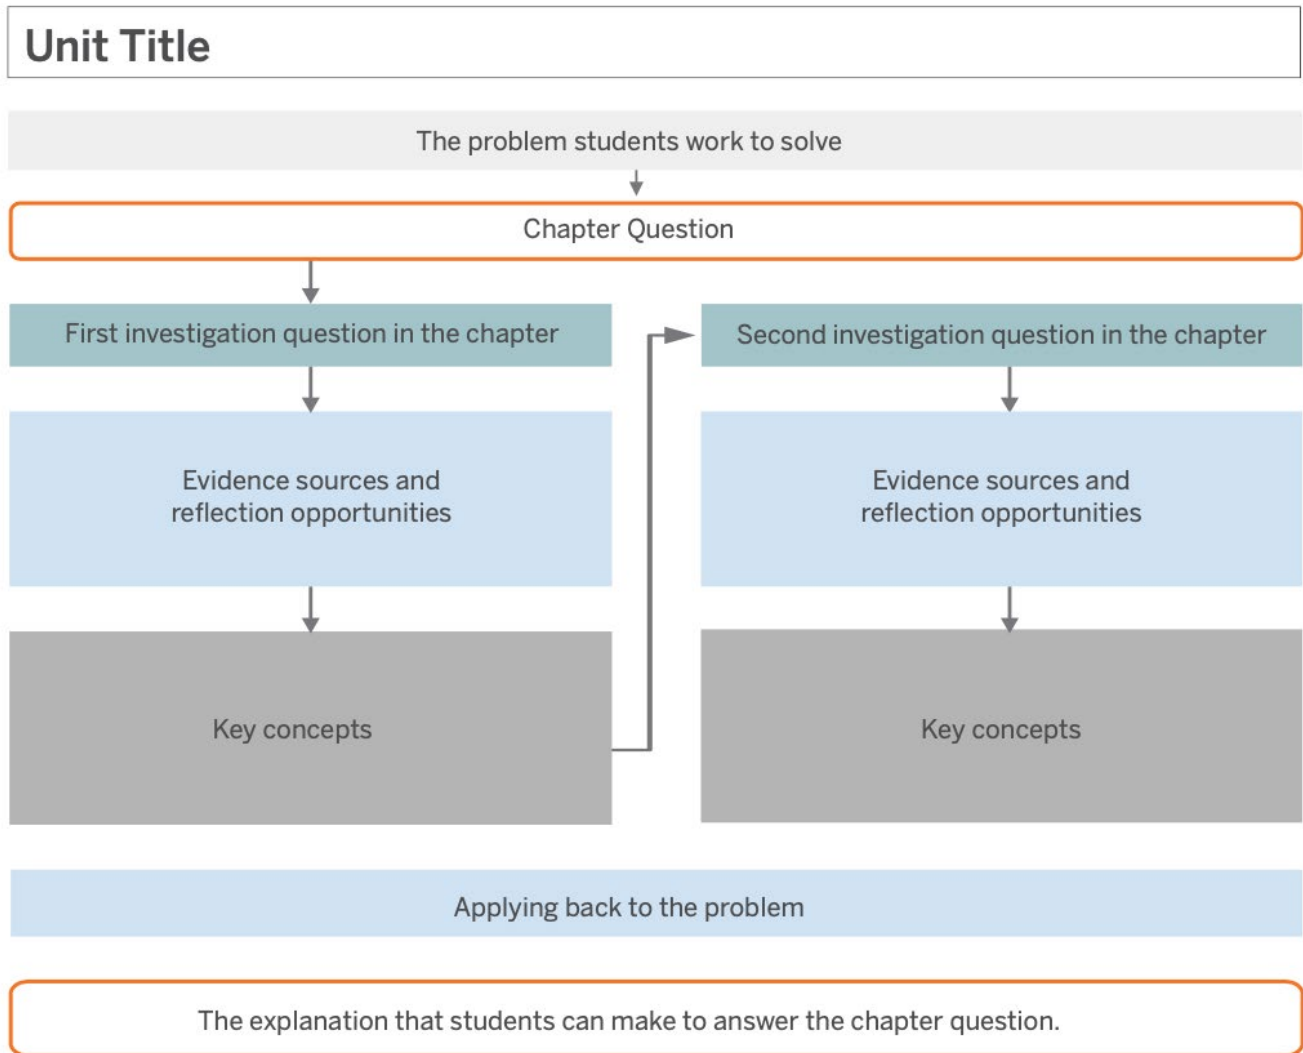 Unit Title
The problem students work to solve
Chapter Question
First investigation question in the chapter
Evidence sources and
reflection opportunities
Key concepts
Second investigation question in the chapter
Evidence sources and
reflection opportunities
Key concepts
Applying back to the problem
The explanation that students can make to answer the chapter question.